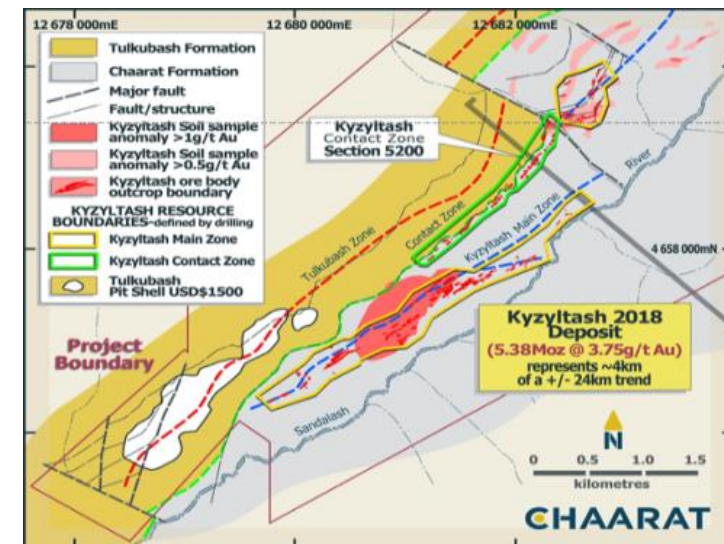 12 678 000mE
12 680 000mE
12 682 000mE
Tulkubash Formation
Chaarat Formation
Major fault
Fault/structure
Kyzyltash Soil sample
anomaly >1g/t Au
Kyzyltash Soil sample
anomaly >0.5g/t Au
Kyzyltash ore body
outcrop boundary
KYZYLTASH RESOURCE
BOUNDARIES-defined by drilling
Kyzyltash Main Zone
Kyzyltash Contact Zone
Tulkubash
Pit Shell USD$1500
Kyzyltash
Contact Zone
Section 5200
River
Contact Zone
Kyzyltash Main Zone
Tulkubash Zone
4 658 000mN
Project
Boundary
Kyzyltash 2018
Deposit
(5.38Moz @ 3.75g/t Au)
represents ~4km
of a +/- 24km trend
Sandalash
N
0 0.5 1.0 1.5
kilometres
CHAARAT